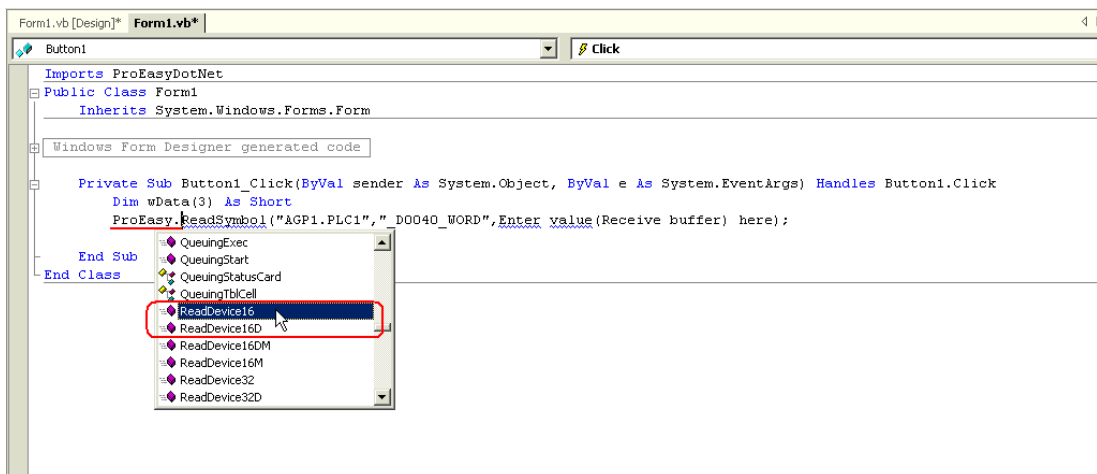 Form1.vb [Design]* Form1.vb*
Button1 Click
Imports ProEasyDotNet
Public Class Form1
Inherits System.Windows.Forms.Form
Windows Form Designer generated code
Private Sub Button1_Click(ByVal sender As System.Object, ByVal e As System.EventArgs) Handles Button1.Click
Dim wData(3) As Short
ProEasy.ReadSymbol("AGP1.PLC1","_D0040_WORD",Enter value(Receive buffer) here);
QueuingExec
End Sub QueuingStart
End Class QueuingStatusCard
QueuingTblCell
ReadDevice16
ReadDevice16D
ReadDevice16DM
ReadDevice16M
ReadDevice32
ReadDevice32D